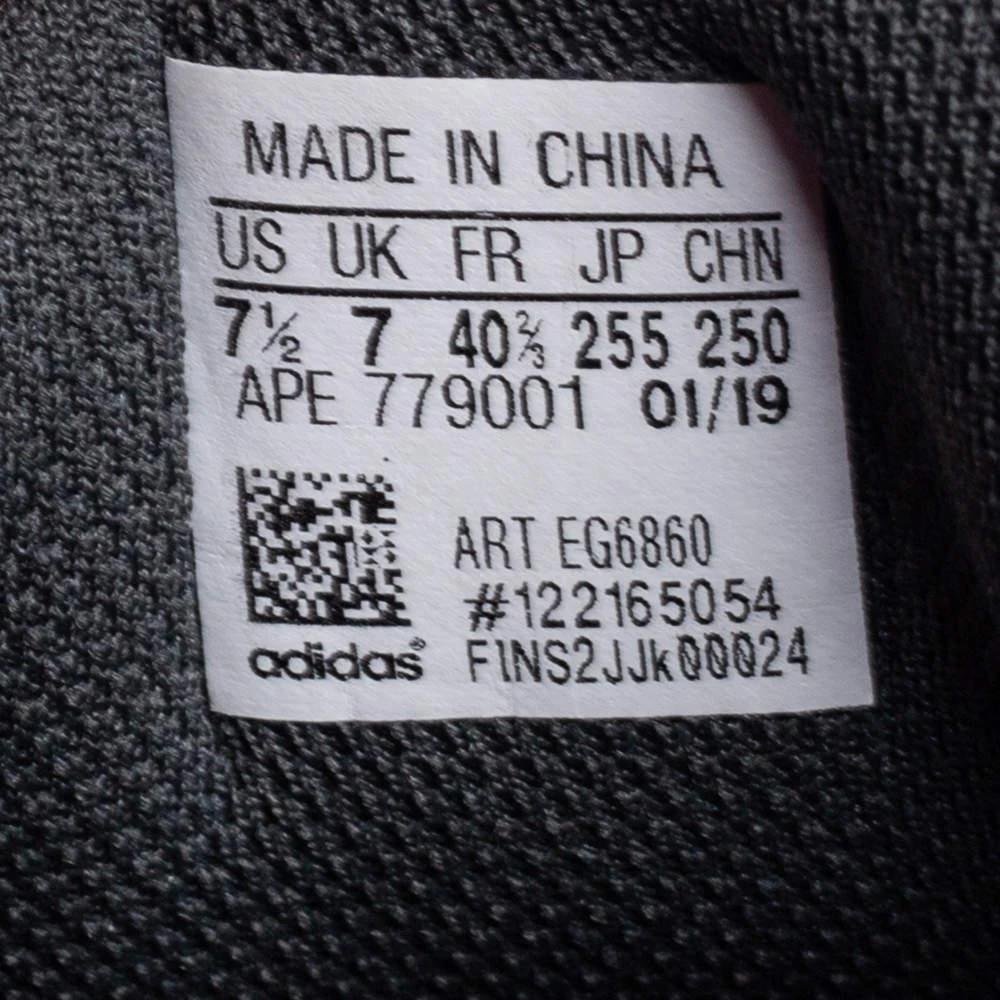 MADE IN CHINA
US UK FR JP CHN
7½ 7 40⅔ 255 250
APE 779001 01/19
ART EG6860
#122165054
adidas® F1NS2JJk00024